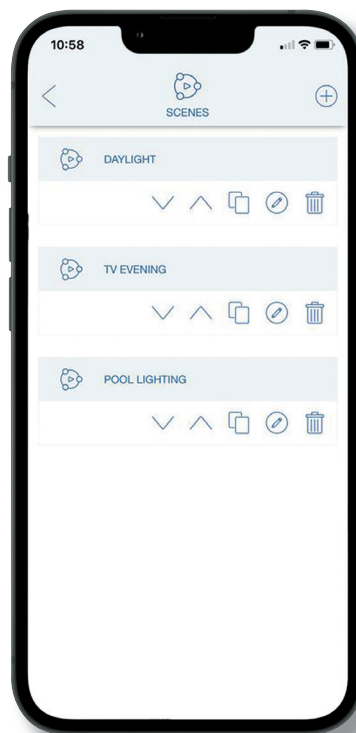 10:58
SCENES
DAYLIGHT
TV EVENING
POOL LIGHTING